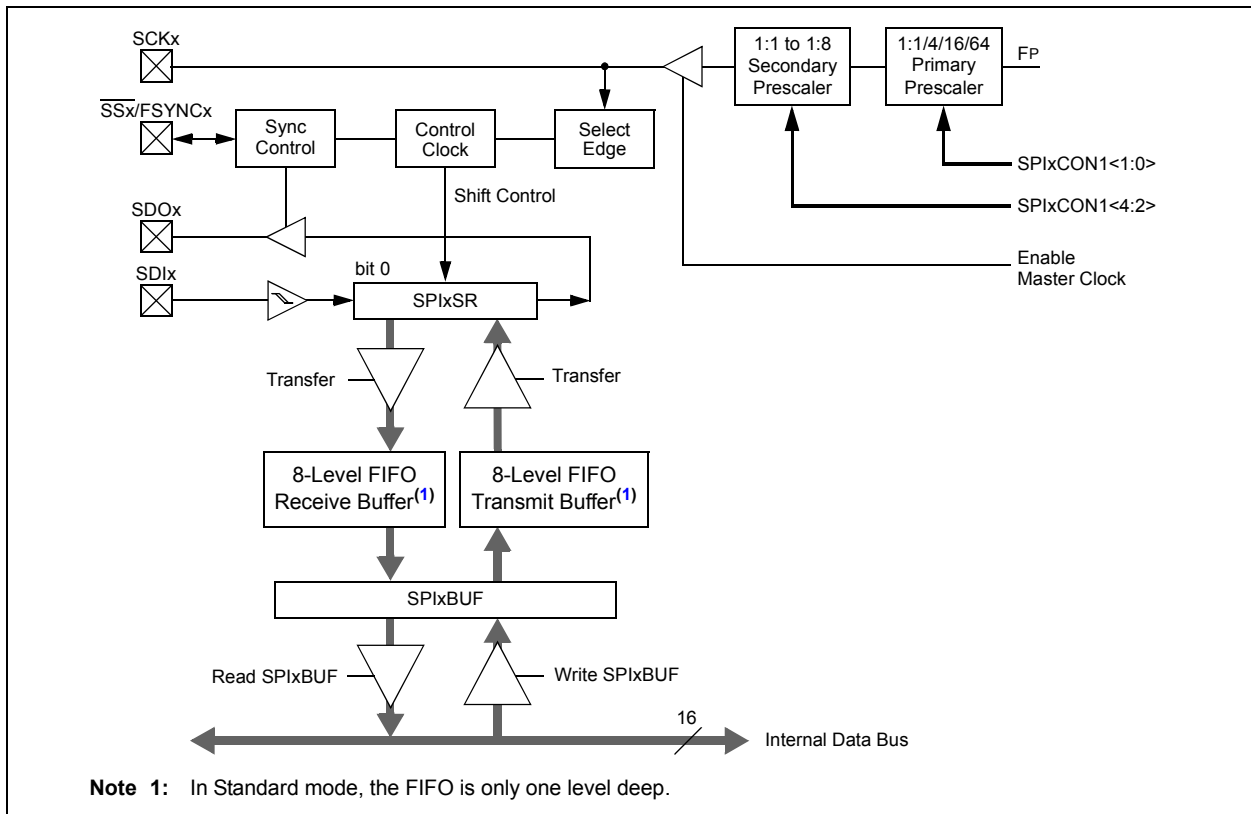 SCKx
1:1 to 1:8
Secondary
Prescaler
1:1/4/16/64
Primary
Prescaler
FP
SSx/FSYNCx
Sync
Control
Control
Clock
Select
Edge
SPIxCON1<1:0>
Shift Control
SPIxCON1<4:2>
SDOx
Enable
Master Clock
SDIx
bit 0
SPIxSR
Transfer
Transfer
8-Level FIFO
Receive Buffer(1)
8-Level FIFO
Transmit Buffer(1)
SPIxBUF
Read SPIxBUF
Write SPIxBUF
16
Internal Data Bus
Note 1: In Standard mode, the FIFO is only one level deep.